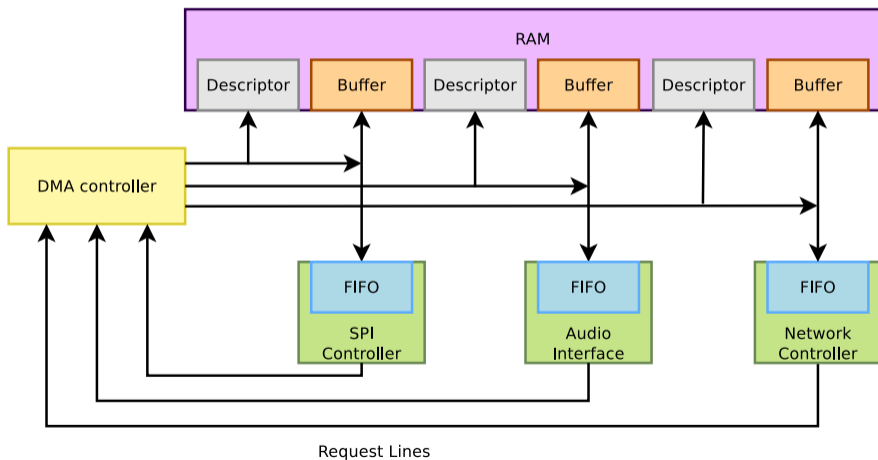 RAM
Descriptor
Buffer
Descriptor
Buffer
Descriptor
Buffer
DMA controller
FIFO
FIFO
FIFO
SPI
Controller
Audio
Interface
Network
Controller
Request Lines